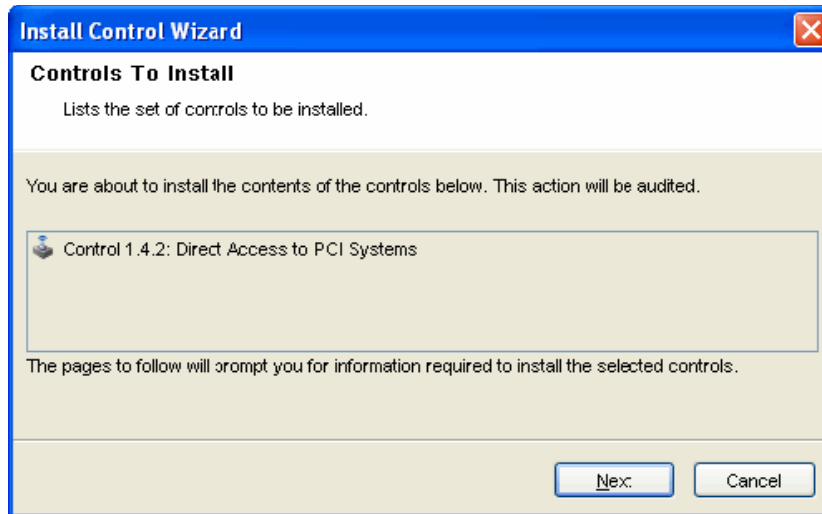 Install Control Wizard
Controls To Install
Lists the set of controls to be installed.
You are about to install the contents of the controls below. This action will be audited.
Control 1.4.2: Direct Access to PCI Systems
The pages to follow will prompt you for information required to install the selected controls.
Next
Cancel